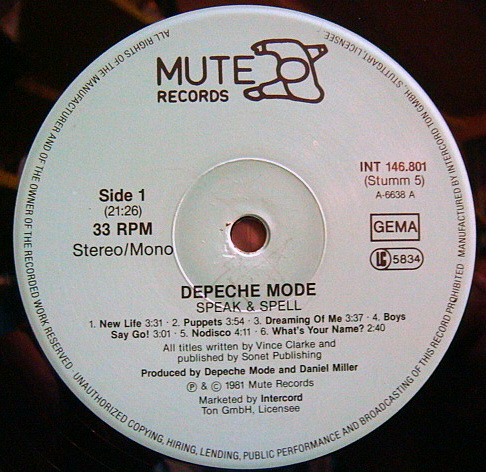 MUTE
RECORDS
INT 146.801
(Stumm 5)
A-6638 A
Side 1
(21:26)
33 RPM
Stereo/Mono
GEMA
LC 5834
DEPECHE MODE
SPEAK & SPELL
1. New Life 3:31 · 2. Puppets 3:54 · 3. Dreaming Of Me 3:37 · 4. Boys
Say Go! 3:01 · 5. Nodisco 4:11 · 6. What's Your Name? 2:40
All titles written by Vince Clarke and
published by Sonet Publishing
Produced by Depeche Mode and Daniel Miller
Ⓟ & © 1981 Mute Records
Marketed by Intercord
Ton GmbH, Licensee
ALL RIGHTS OF THE MANUFACTURER AND OF THE OWNER OF THE RECORDED WORK RESERVED · UNAUTHORIZED COPYING, HIRING, LENDING, PUBLIC PERFORMANCE AND BROADCASTING OF THIS RECORD PROHIBITED MANUFACTURED BY INTERCORD TON GMBH., STUTTGART, LICENSEE.